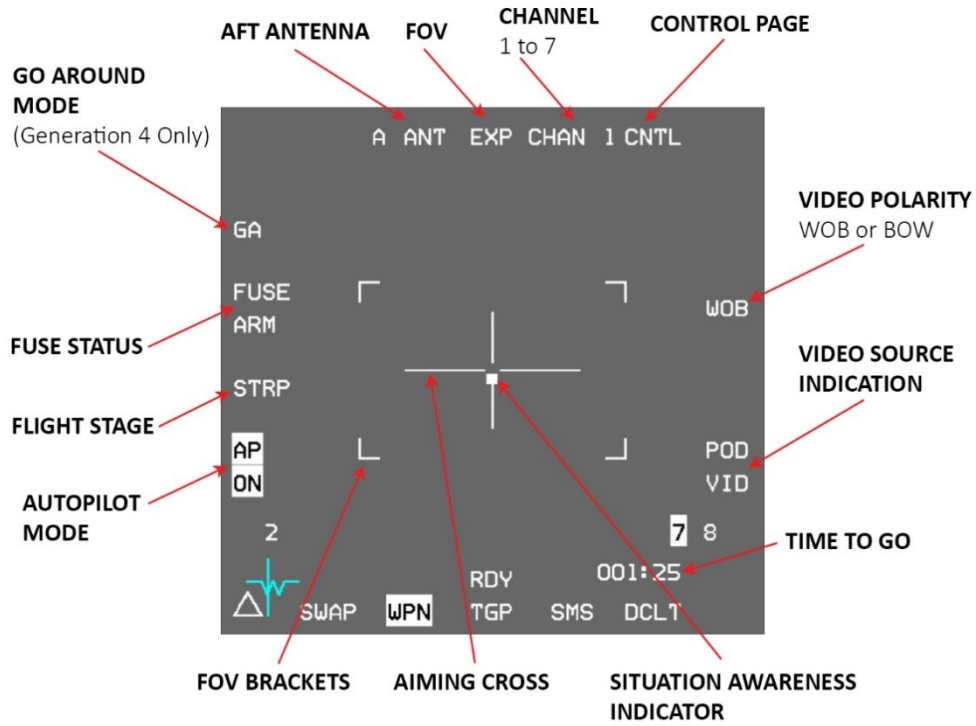 AFT ANTENNA
FOV
CHANNEL
1 to 7
CONTROL PAGE
GO AROUND
MODE
(Generation 4 Only)
A ANT EXP CHAN 1 CNTL
GA
VIDEO POLARITY
WOB or BOW
FUSE
ARM
WOB
FUSE STATUS
VIDEO SOURCE
INDICATION
STRP
FLIGHT STAGE
AP
ON
POD
VID
AUTOPILOT
MODE
2
7 8
TIME TO GO
001:25
RDY
SWAP WPN TGP SMS DCLT
FOV BRACKETS
AIMING CROSS
SITUATION AWARENESS
INDICATOR